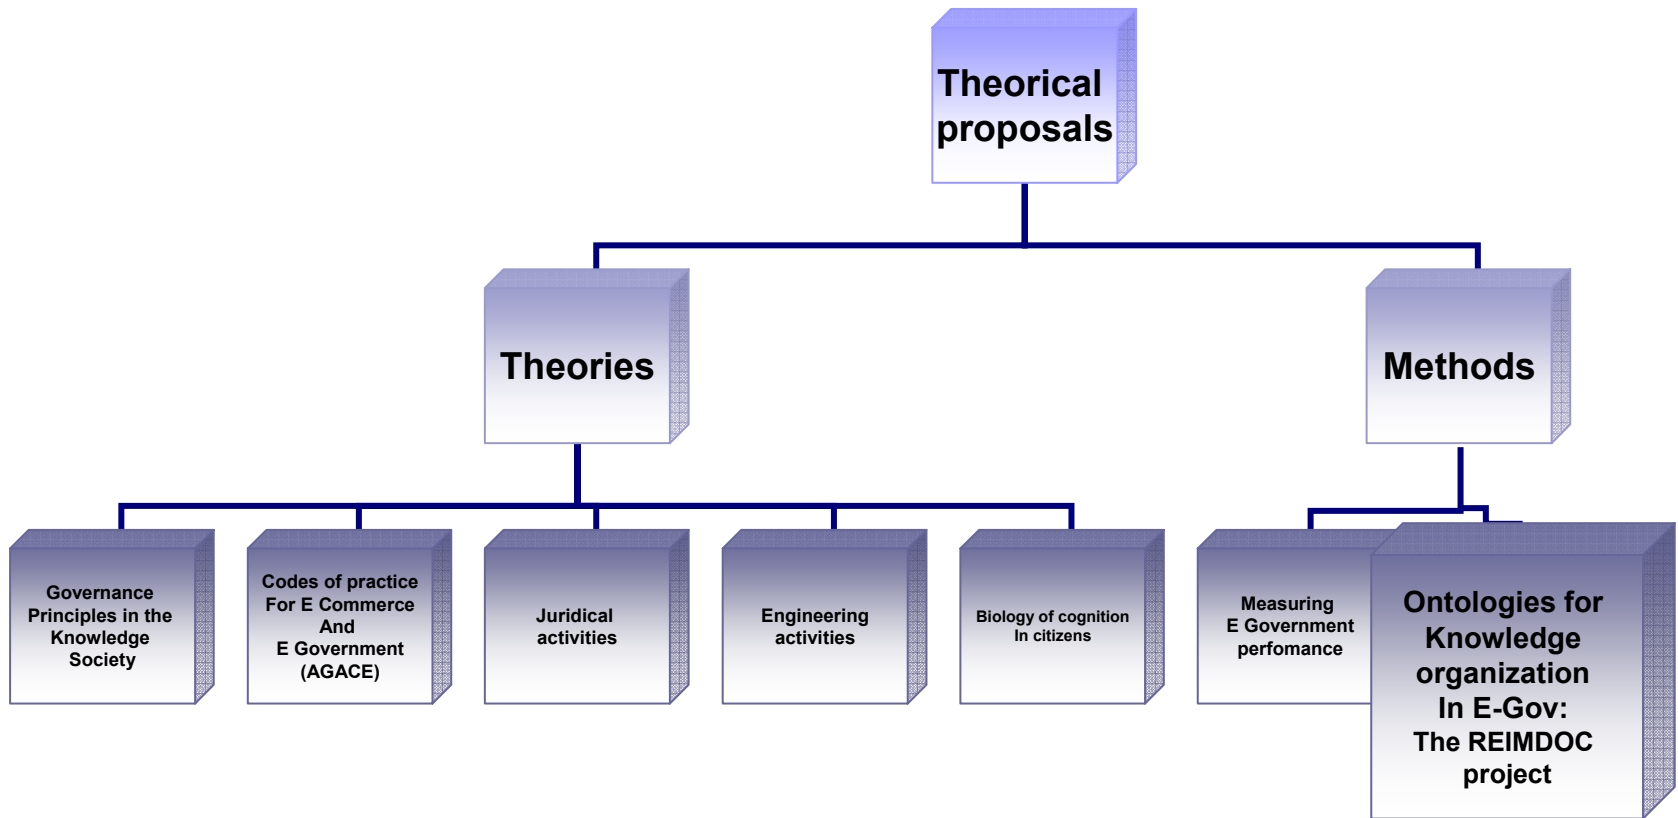 Theorical
proposals
Theories
Methods
Governance
Principles in the
Knowledge
Society
Codes of practice
For E Commerce
And
E Government
(AGACE)
Juridical
activities
Engineering
activities
Biology of cognition
In citizens
Measuring
E Government
perfomance
Ontologies for
Knowledge
organization
In E-Gov:
The REIMDOC
project